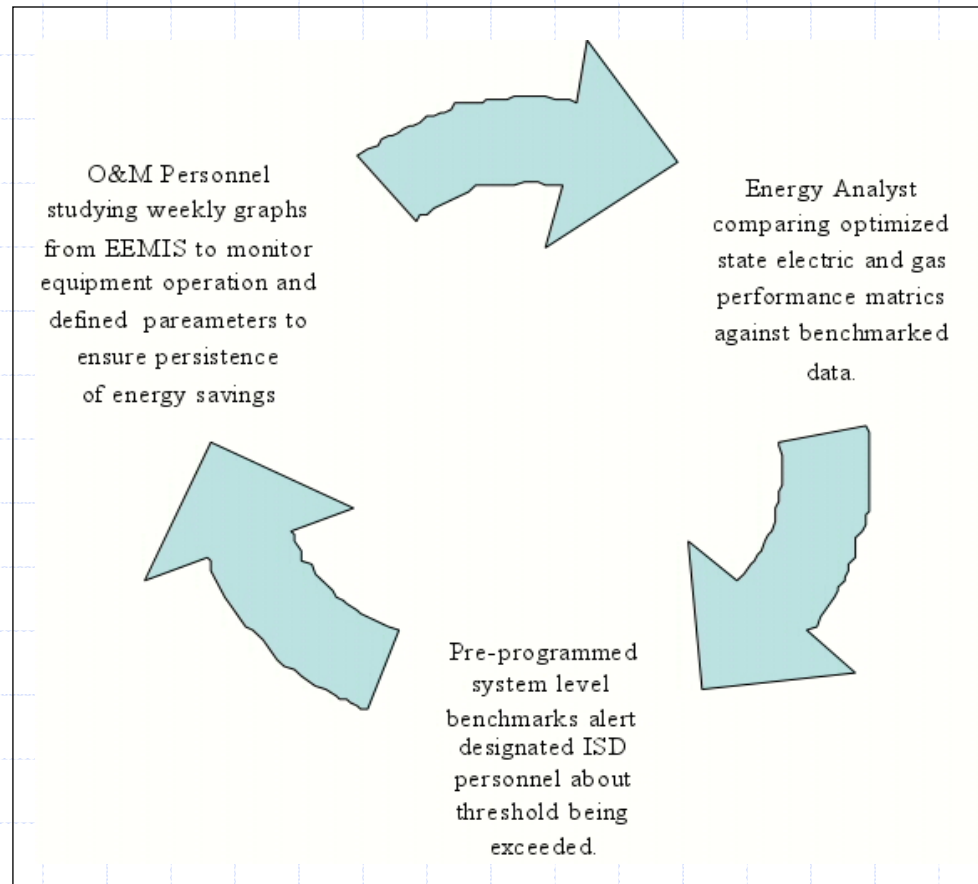 O&M Personnel
studying weekly graphs
from EEMIS to monitor
equipment operation and
defined pareameters to
ensure persistence
of energy savings
Energy Analyst
comparing optimized
state electric and gas
performance matrics
against benchmarked
data.
Pre-programmed
system level
benchmarks alert
designated ISD
personnel about
threshold being
exceeded.